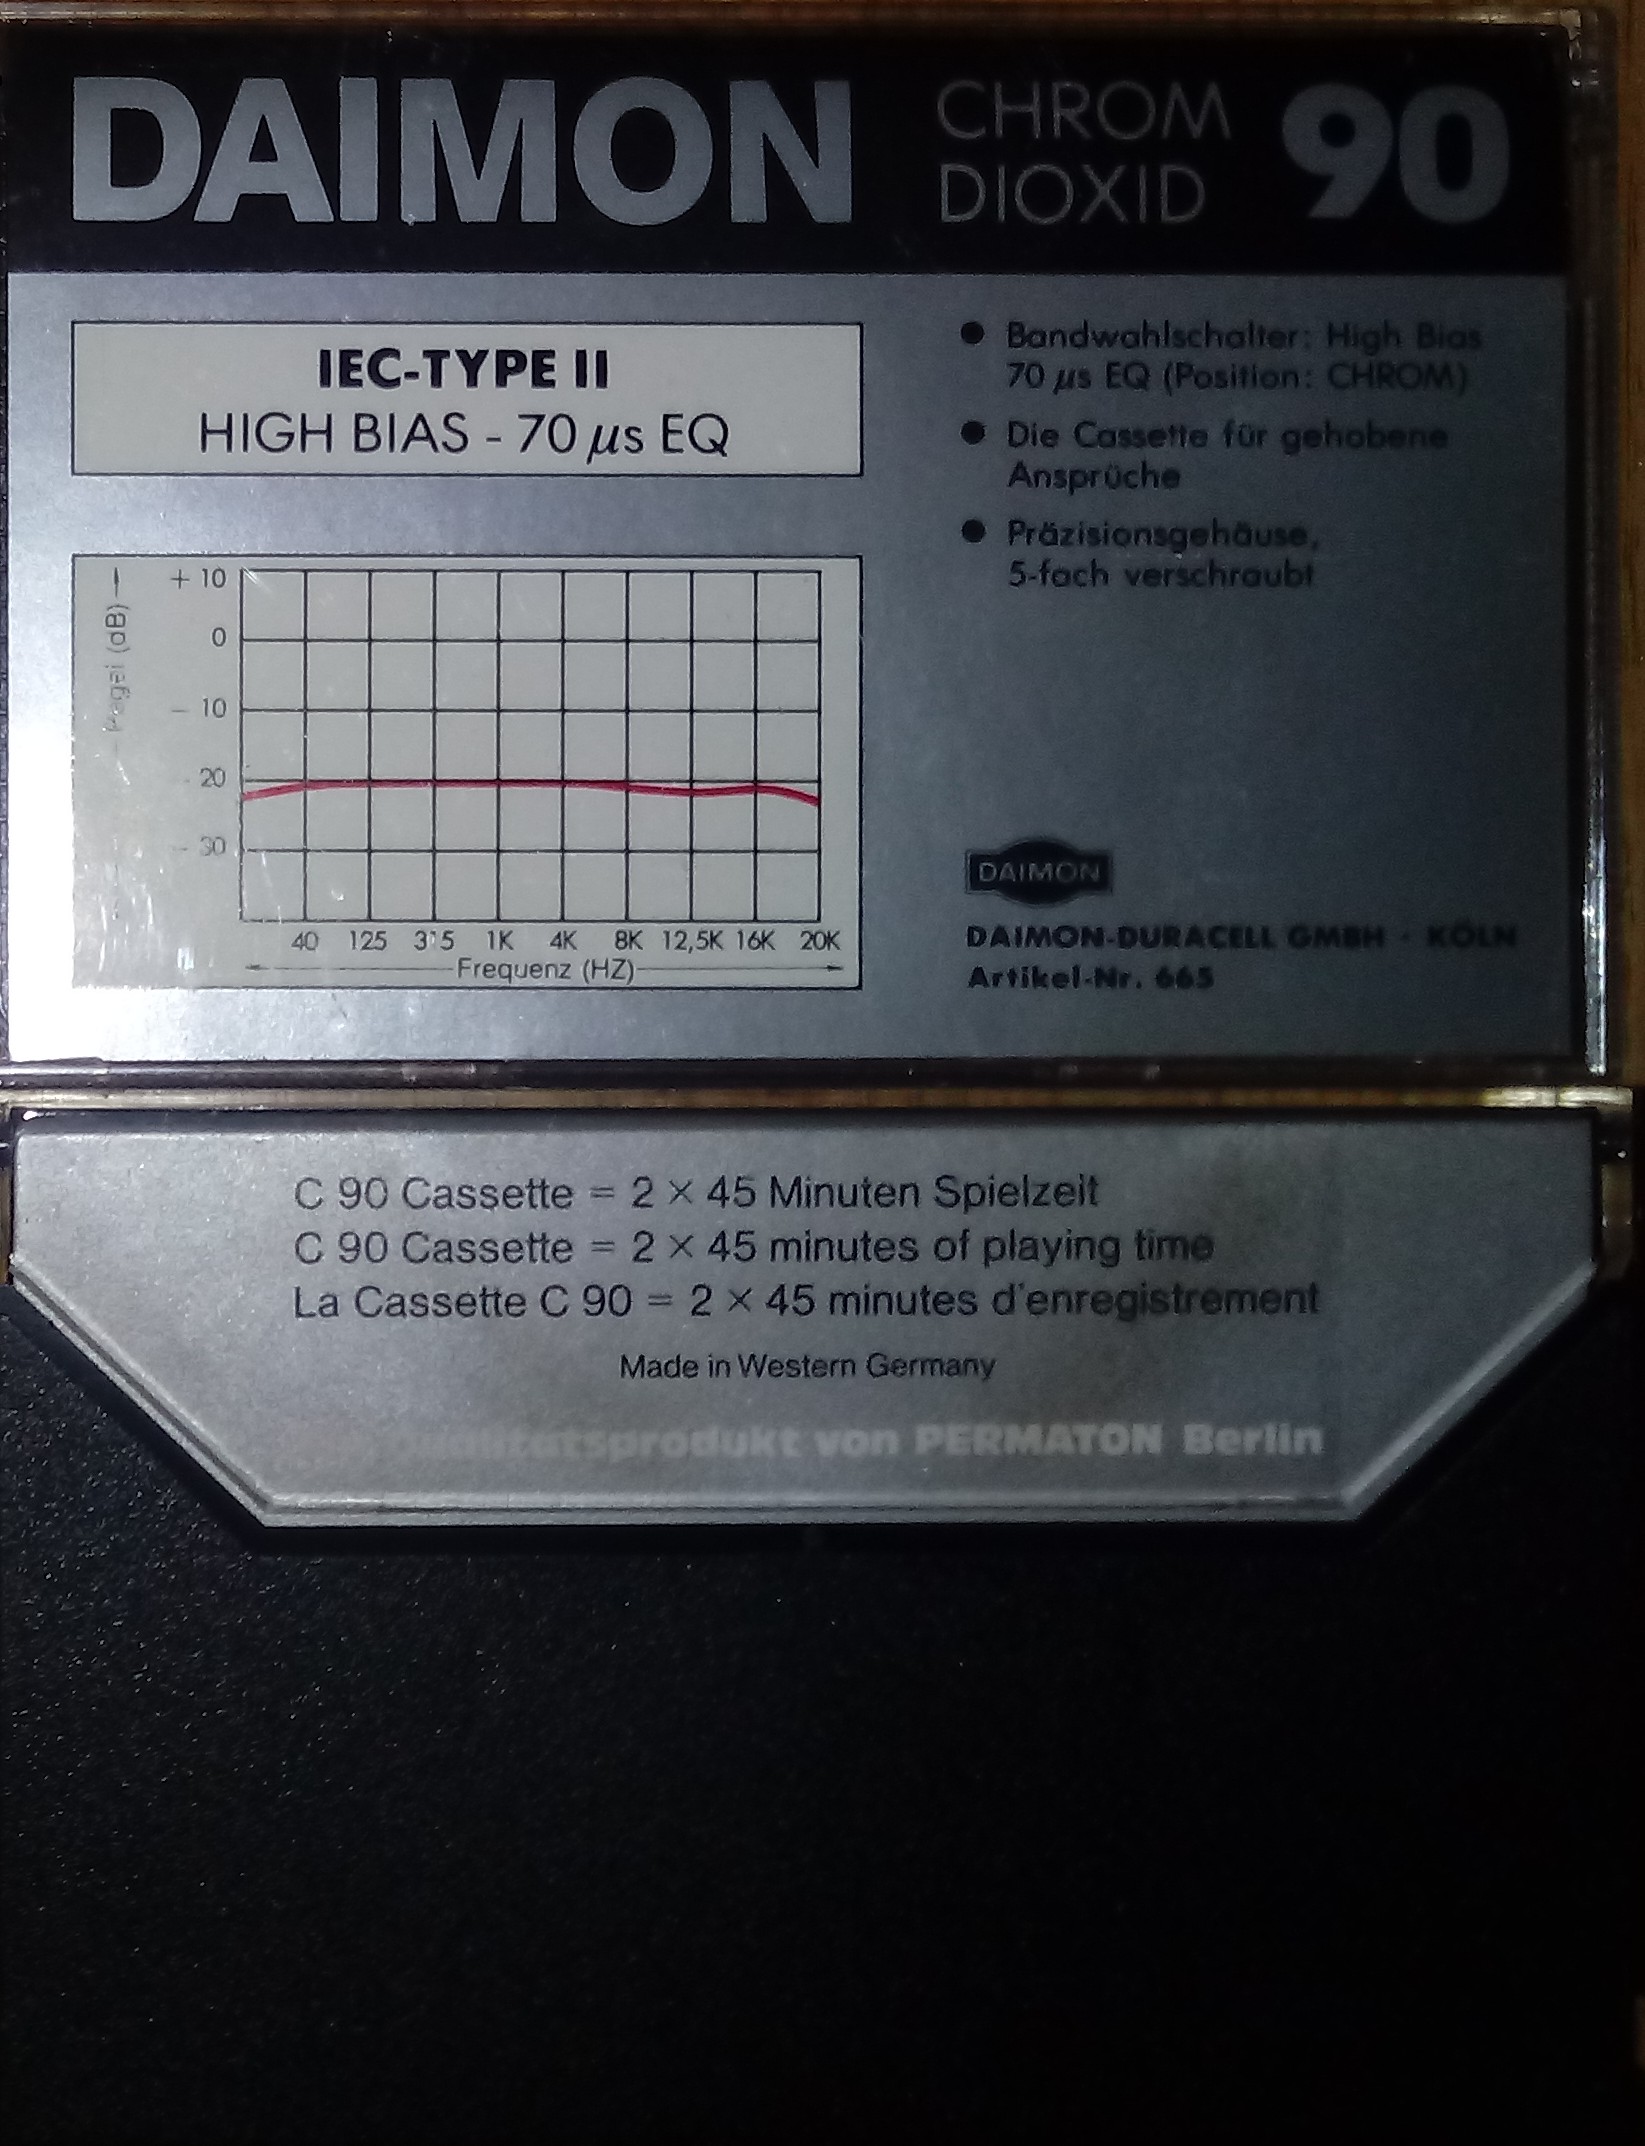 DAIMON
CHROM
DIOXID
90
IEC-TYPE II
HIGH BIAS - 70 µs EQ
Pegel (dB)
+ 10
0
- 10
- 20
- 30
40 125 315 1K 4K 8K 12,5K 16K 20K
Frequenz (HZ)
● Bandwahlschalter: High Bias
70 µs EQ (Position: CHROM)
● Die Cassette für gehobene
Ansprüche
● Präzisionsgehäuse,
5-fach verschraubt
DAIMON
DAIMON-DURACELL GMBH · KÖLN
Artikel-Nr. 665
C 90 Cassette = 2 × 45 Minuten Spielzeit
C 90 Cassette = 2 × 45 minutes of playing time
La Cassette C 90 = 2 × 45 minutes d'enregistrement
Made in Western Germany
Qualitätsprodukt von PERMATON Berlin